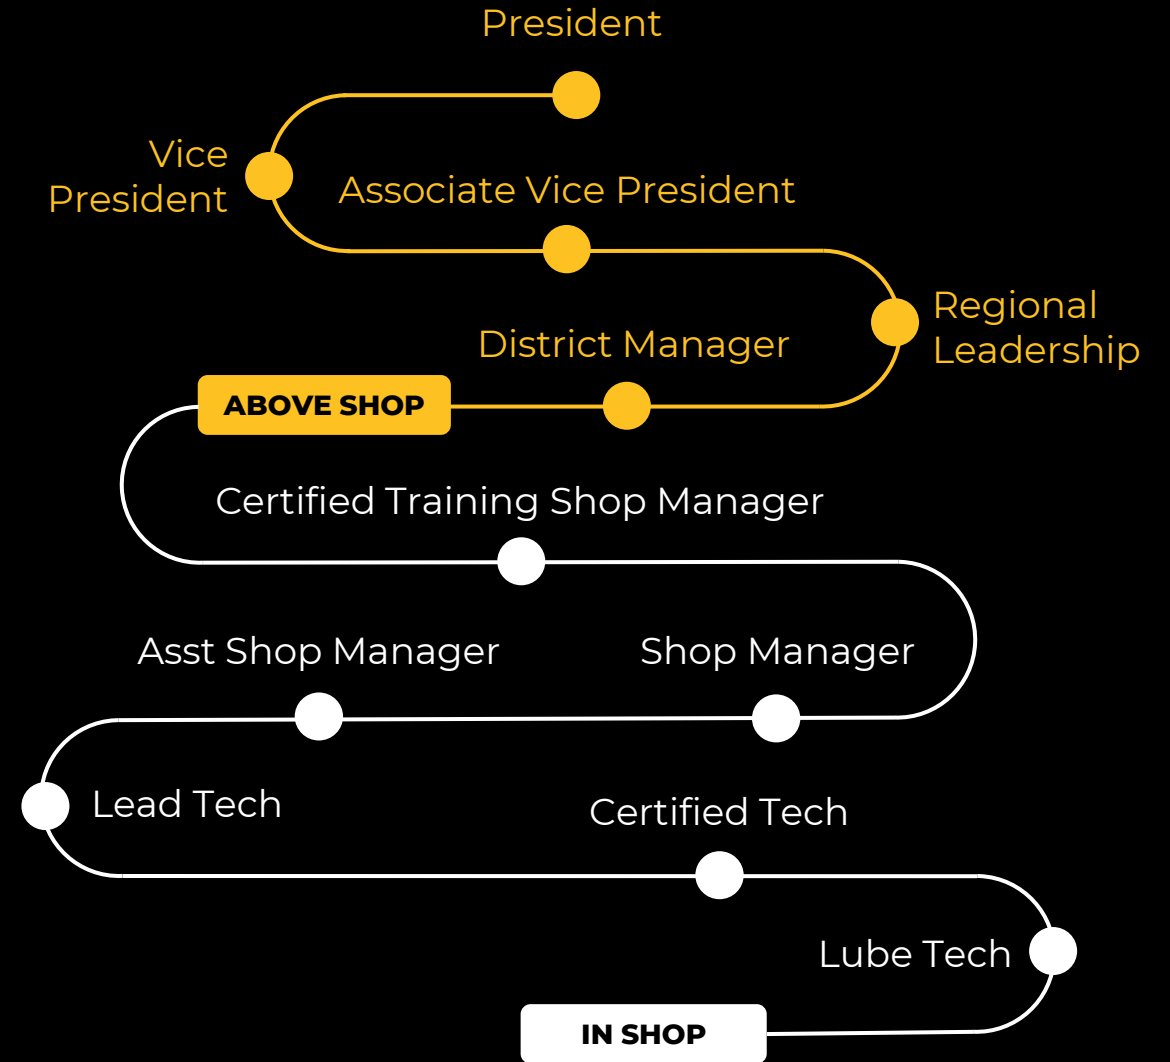 President
Vice
President
Associate Vice President
Regional
Leadership
District Manager
ABOVE SHOP
Certified Training Shop Manager
Asst Shop Manager
Shop Manager
Lead Tech
Certified Tech
Lube Tech
IN SHOP